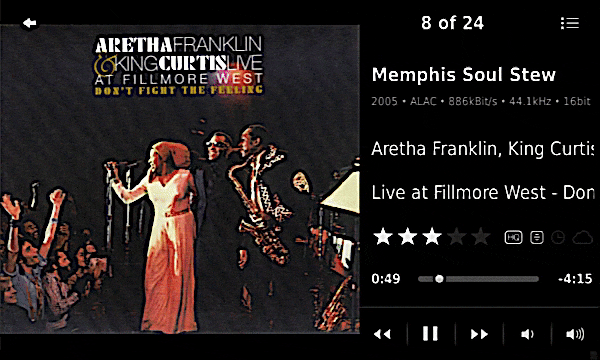 8 of 24
ARETHA FRANKLIN
& KING CURTIS LIVE
AT FILLMORE WEST
DON'T FIGHT THE FEELING
Memphis Soul Stew
2005 • ALAC • 886kBit/s • 44.1kHz • 16bit
Aretha Franklin, King Curtis
Live at Fillmore West - Don
HQ
0:49
-4:15